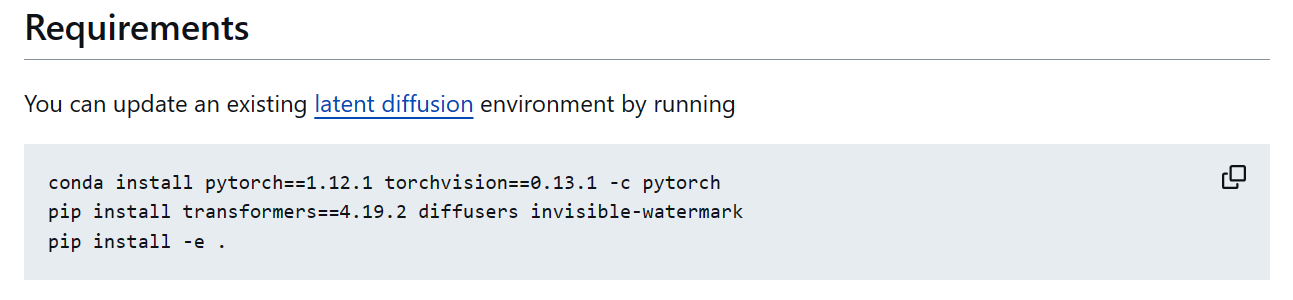 Requirements
You can update an existing latent diffusion environment by running
conda install pytorch==1.12.1 torchvision==0.13.1 -c pytorch
pip install transformers==4.19.2 diffusers invisible-watermark
pip install -e .